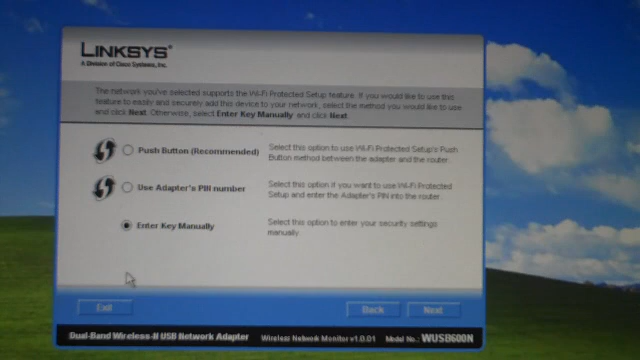 LINKSYS®
A Division of Cisco Systems, Inc.
The network you've selected supports the Wi-Fi Protected Setup feature. If you would like to use this
feature to easily and securely add this device to your network, select the method you would like to use
and click Next. Otherwise, select Enter Key Manually and click Next.
Push Button (Recommended)
Select this option to use Wi-Fi Protected Setup's Push
Button method between the adapter and the router.
Use Adapter's PIN number
Select this option if you want to use Wi-Fi Protected
Setup and enter the Adapter's PIN into the router.
Enter Key Manually
Select this option to enter your security settings
manually.
Exit
Back
Next
Dual-Band Wireless-N USB Network Adapter Wireless Network Monitor v1.0.01 Model No.: WUSB600N